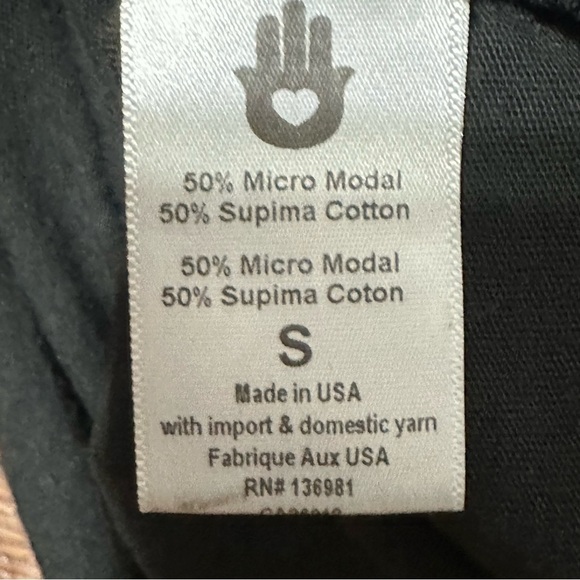 50% Micro Modal
50% Supima Cotton
50% Micro Modal
50% Supima Coton
S
Made in USA
with import & domestic yarn
Fabrique Aux USA
RN# 136981